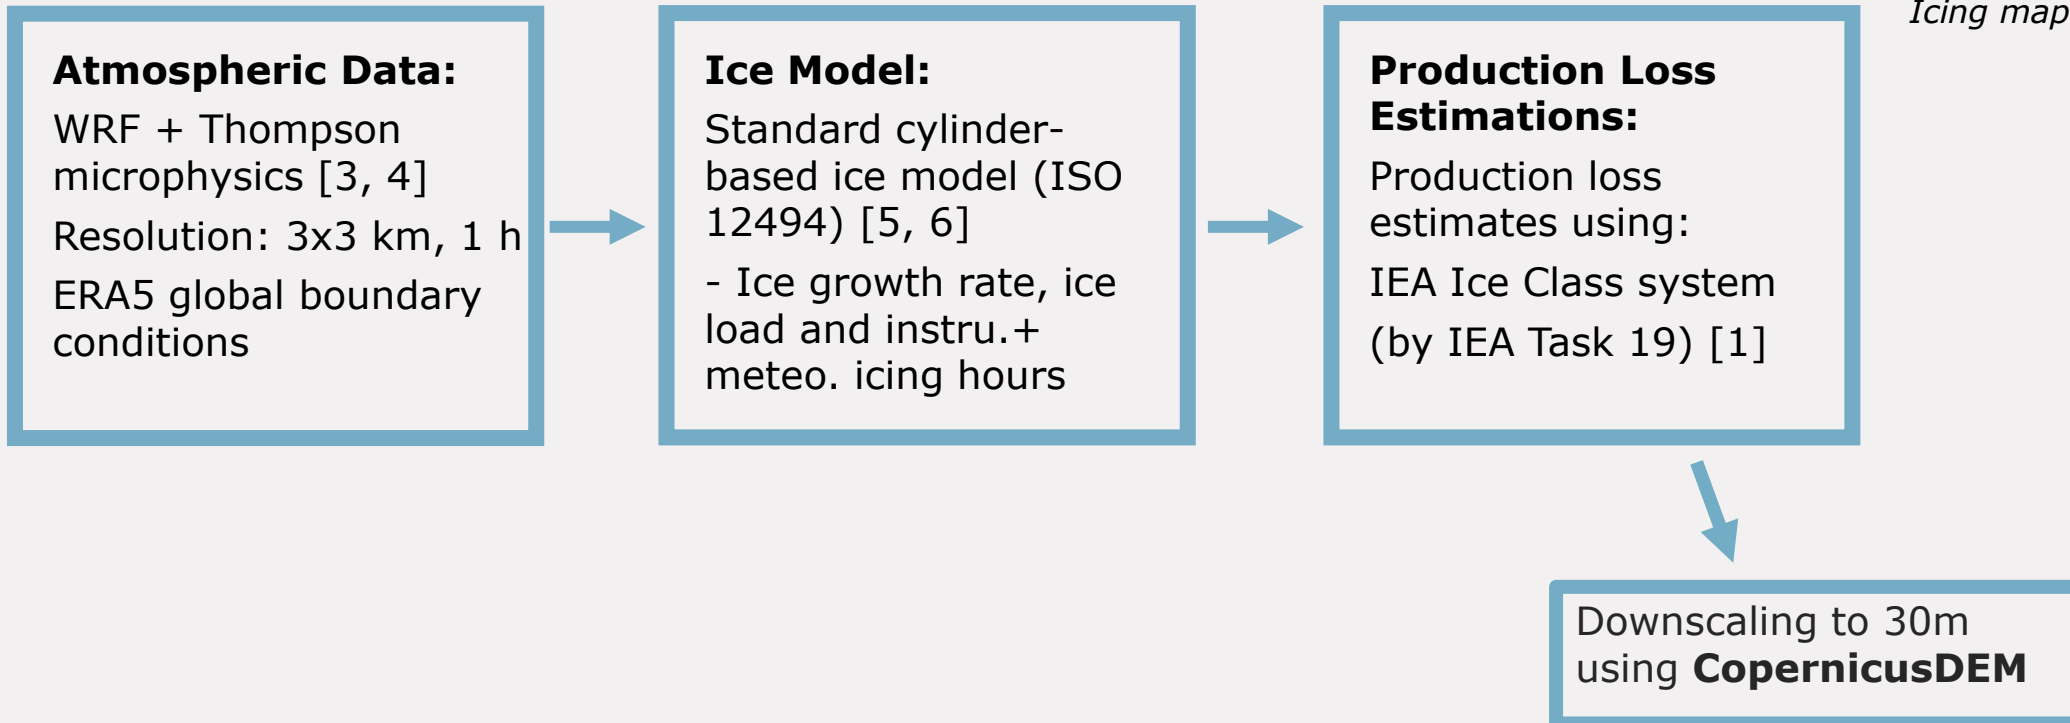 Icing map
Atmospheric Data:
WRF + Thompson
microphysics [3, 4]
Resolution: 3x3 km, 1 h
ERA5 global boundary
conditions
Ice Model:
Standard cylinder-
based ice model (ISO
12494) [5, 6]
- Ice growth rate, ice
load and instru.+
meteo. icing hours
Production Loss
Estimations:
Production loss
estimates using:
IEA Ice Class system
(by IEA Task 19) [1]
Downscaling to 30m
using CopernicusDEM